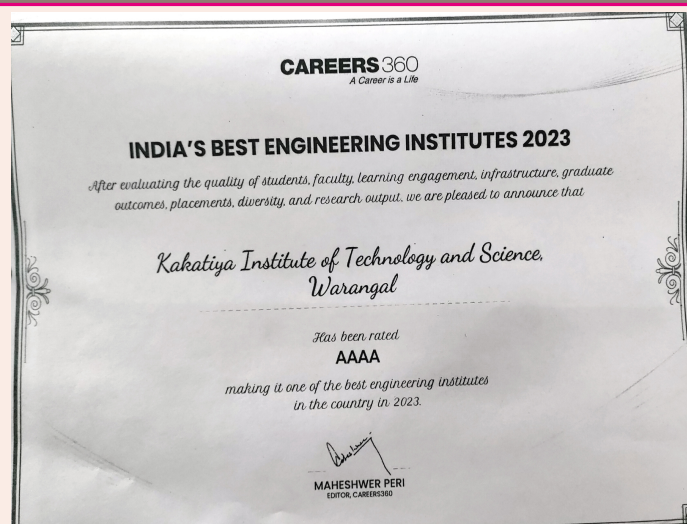 CAREERS360
A Career is a Life
INDIA'S BEST ENGINEERING INSTITUTES 2023
After evaluating the quality of students, faculty, learning engagement, infrastructure, graduate
outcomes, placements, diversity, and research output, we are pleased to announce that
Kakatiya Institute of Technology and Science,
Warangal
Has been rated
AAAA
making it one of the best engineering institutes
in the country in 2023.
MAHESHWER PERI
EDITOR, CAREERS360